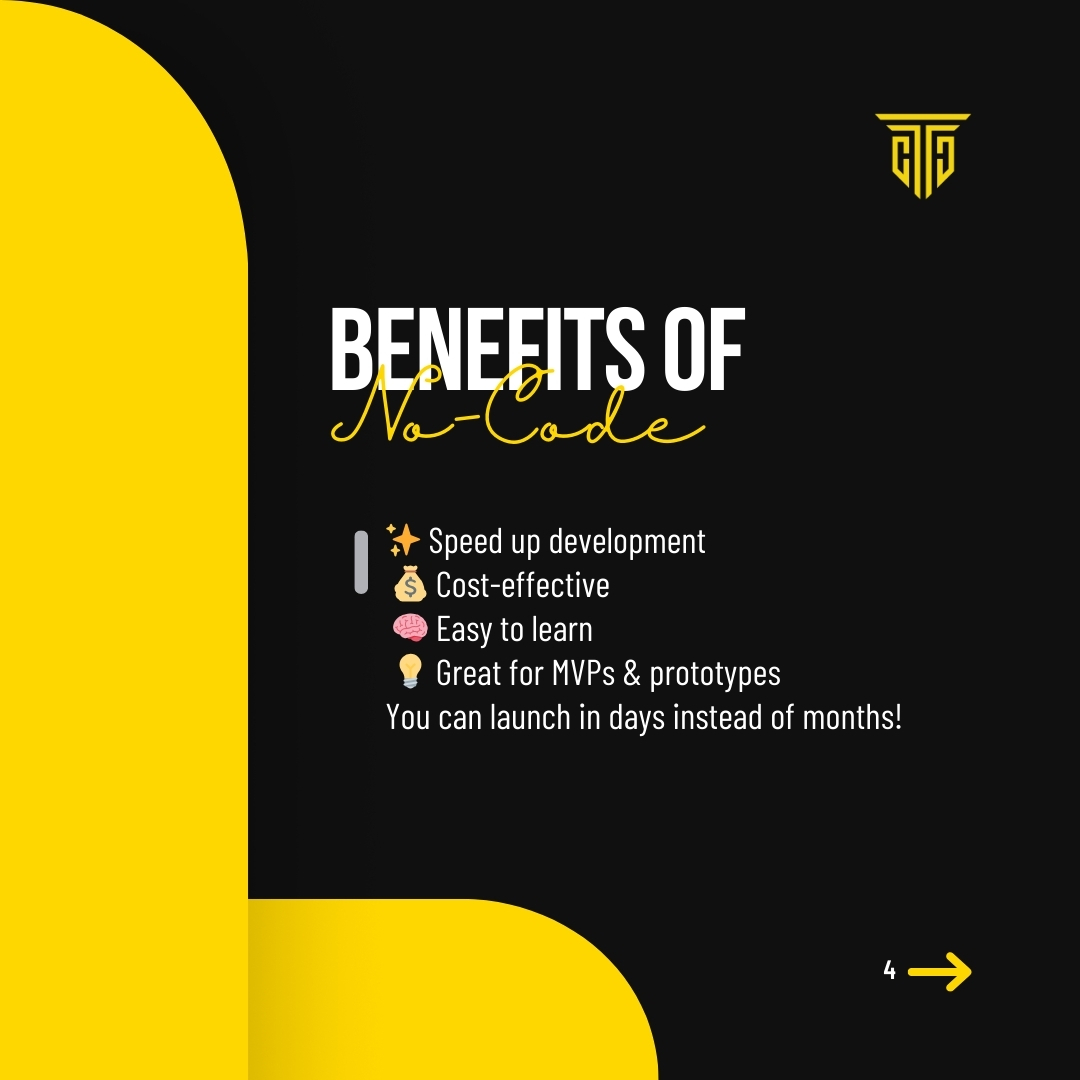 BENEFITS OF
No-Code
✨ Speed up development
💰 Cost-effective
🧠 Easy to learn
💡 Great for MVPs & prototypes
You can launch in days instead of months!
4